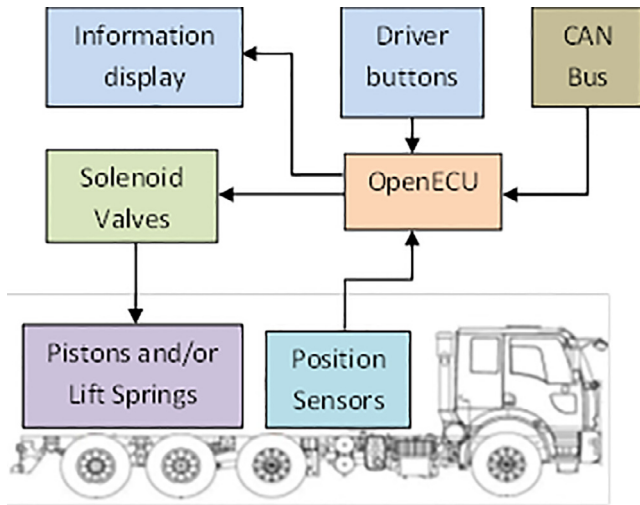 Information
display
Driver
buttons
CAN
Bus
Solenoid
Valves
OpenECU
Pistons and/or
Lift Springs
Position
Sensors